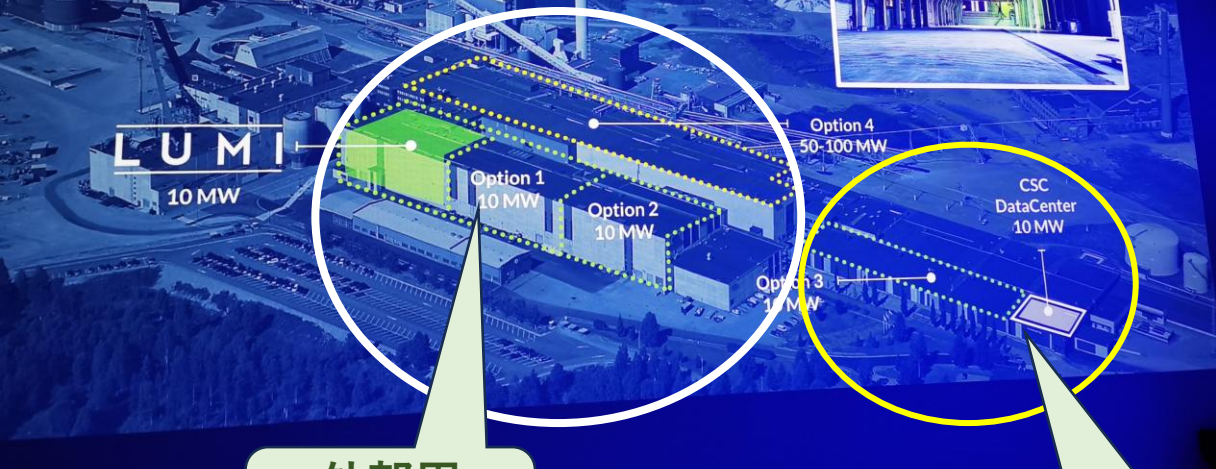 Option 4
50-100 MW
LUMI
10 MW
Option 1
10 MW
Option 2
10 MW
CSC
DataCenter
10 MW
Option 3
10 MW
外部用